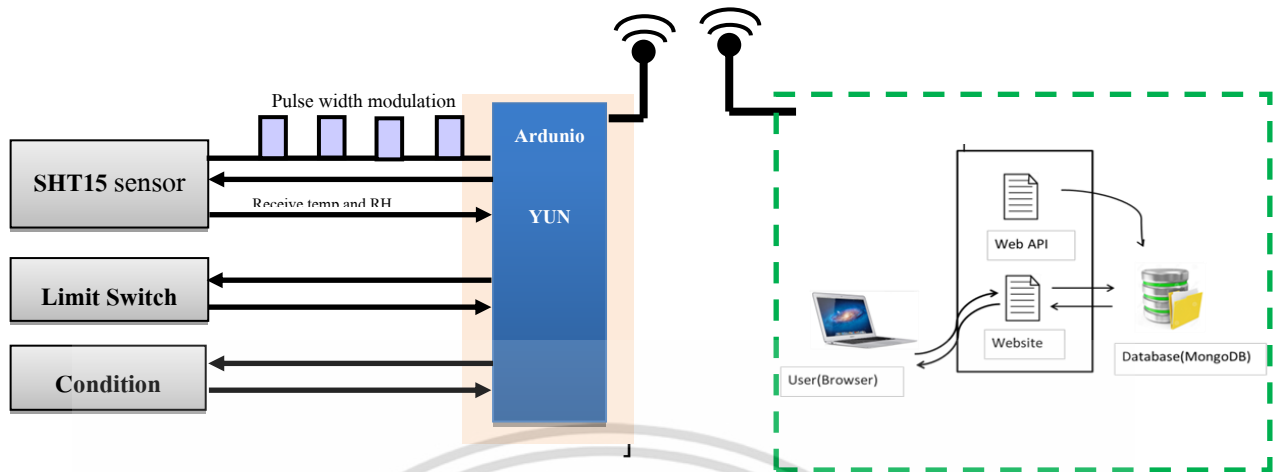 Pulse width modulation
SHT15 sensor
Receive temp and RH
Limit Switch
Condition
Ardunio
YUN
Web API
Website
User(Browser)
Database(MongoDB)